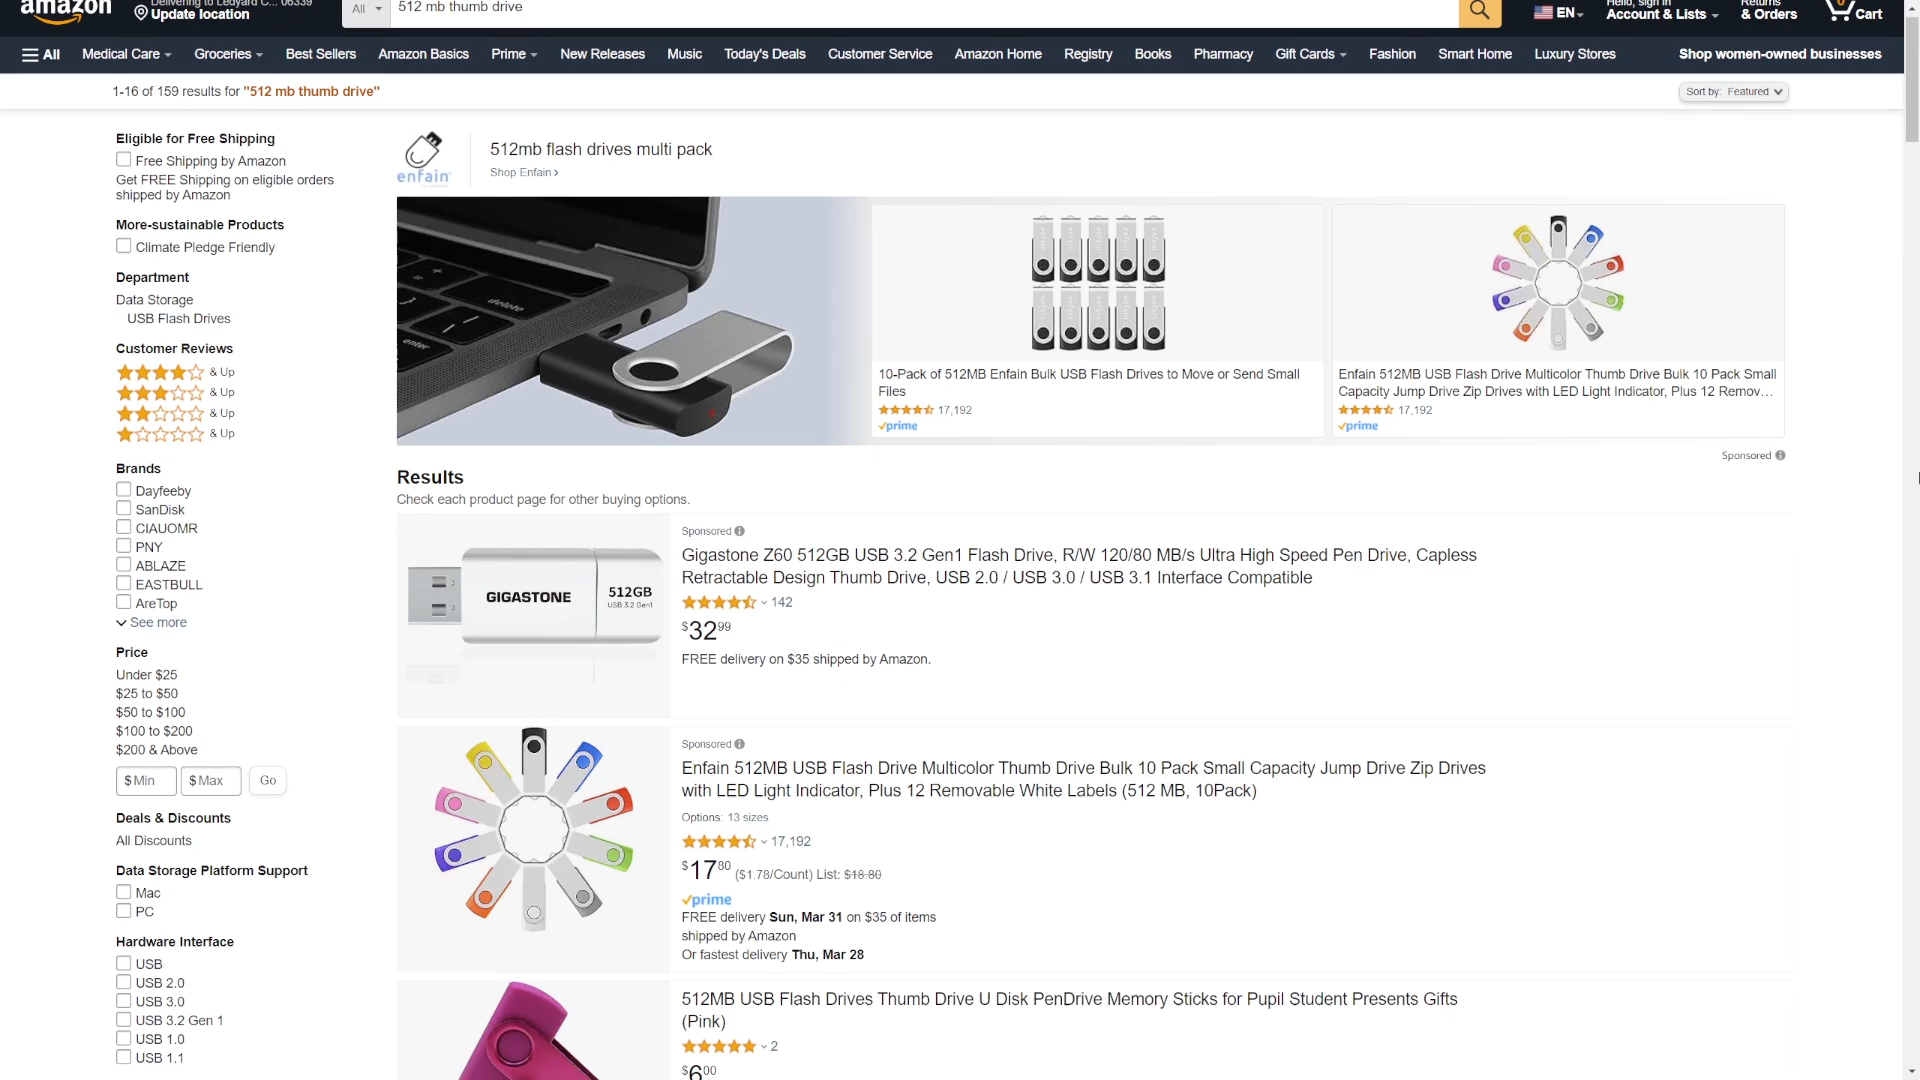 amazon
Delivering to Ledyard C... 06339
Update location
All
512 mb thumb drive
EN
Hello, sign in
Account & Lists
Returns
& Orders
0
Cart
All
Medical Care
Groceries
Best Sellers
Amazon Basics
Prime
New Releases
Music
Today's Deals
Customer Service
Amazon Home
Registry
Books
Pharmacy
Gift Cards
Fashion
Smart Home
Luxury Stores
Shop women-owned businesses
1-16 of 159 results for "512 mb thumb drive"
Sort by: Featured
Eligible for Free Shipping
Free Shipping by Amazon
Get FREE Shipping on eligible orders
shipped by Amazon
More-sustainable Products
Climate Pledge Friendly
Department
Data Storage
USB Flash Drives
Customer Reviews
& Up
& Up
& Up
& Up
Brands
Dayfeeby
SanDisk
CIAUOMR
PNY
ABLAZE
EASTBULL
AreTop
See more
Price
Under $25
$25 to $50
$50 to $100
$100 to $200
$200 & Above
$ Min
$ Max
Go
Deals & Discounts
All Discounts
Data Storage Platform Support
Mac
PC
Hardware Interface
USB
USB 2.0
USB 3.0
USB 3.2 Gen 1
USB 1.0
USB 1.1
enfain
512mb flash drives multi pack
Shop Enfain ›
delete
enter
10-Pack of 512MB Enfain Bulk USB Flash Drives to Move or Send Small
Files
17,192
prime
Enfain 512MB USB Flash Drive Multicolor Thumb Drive Bulk 10 Pack Small
Capacity Jump Drive Zip Drives with LED Light Indicator, Plus 12 Remov…
17,192
prime
Sponsored
Results
Check each product page for other buying options.
GIGASTONE
512GB
USB 3.2 Gen1
Sponsored
Gigastone Z60 512GB USB 3.2 Gen1 Flash Drive, R/W 120/80 MB/s Ultra High Speed Pen Drive, Capless
Retractable Design Thumb Drive, USB 2.0 / USB 3.0 / USB 3.1 Interface Compatible
142
$3299
FREE delivery on $35 shipped by Amazon.
Sponsored
Enfain 512MB USB Flash Drive Multicolor Thumb Drive Bulk 10 Pack Small Capacity Jump Drive Zip Drives
with LED Light Indicator, Plus 12 Removable White Labels (512 MB, 10Pack)
Options: 13 sizes
17,192
$1780 ($1.78/Count) List: $18.80
prime
FREE delivery Sun, Mar 31 on $35 of items
shipped by Amazon
Or fastest delivery Thu, Mar 28
512MB USB Flash Drives Thumb Drive U Disk PenDrive Memory Sticks for Pupil Student Presents Gifts
(Pink)
2
$600